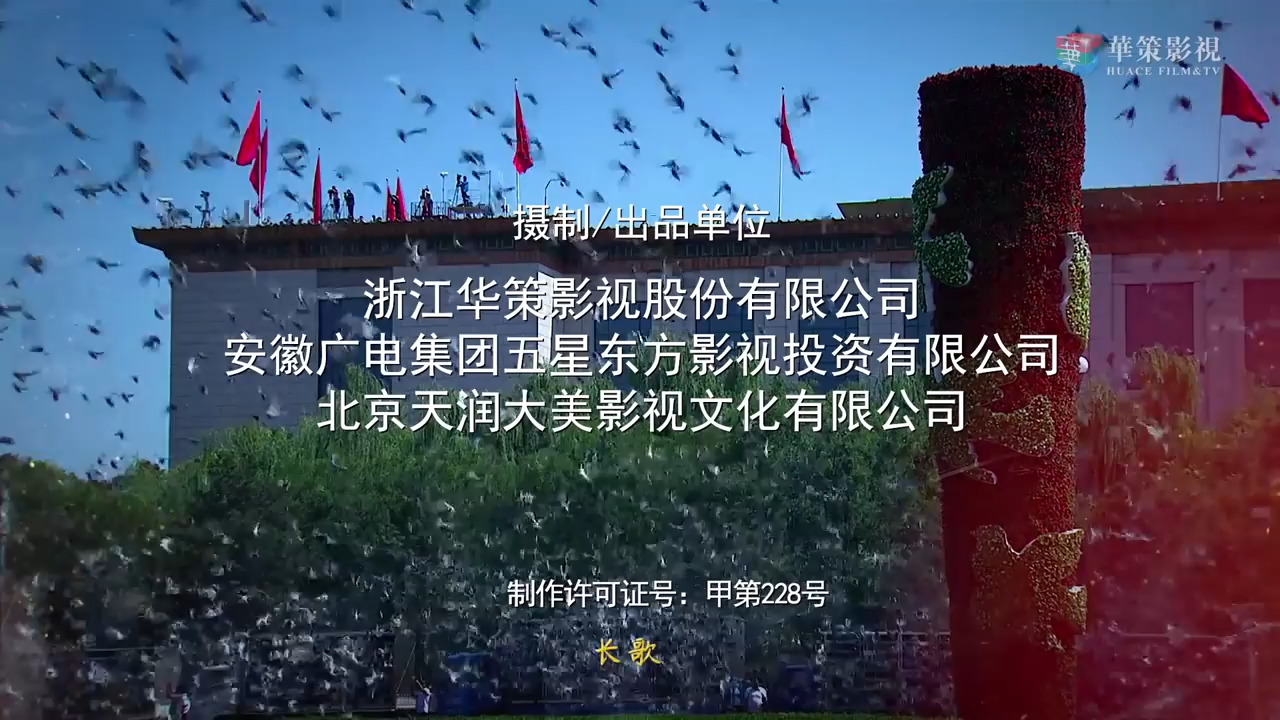 華策影視
HUACE FILM&TV
摄制/出品单位
浙江华策影视股份有限公司
安徽广电集团五星东方影视投资有限公司
北京天润大美影视文化有限公司
制作许可证号：甲第228号
长歌